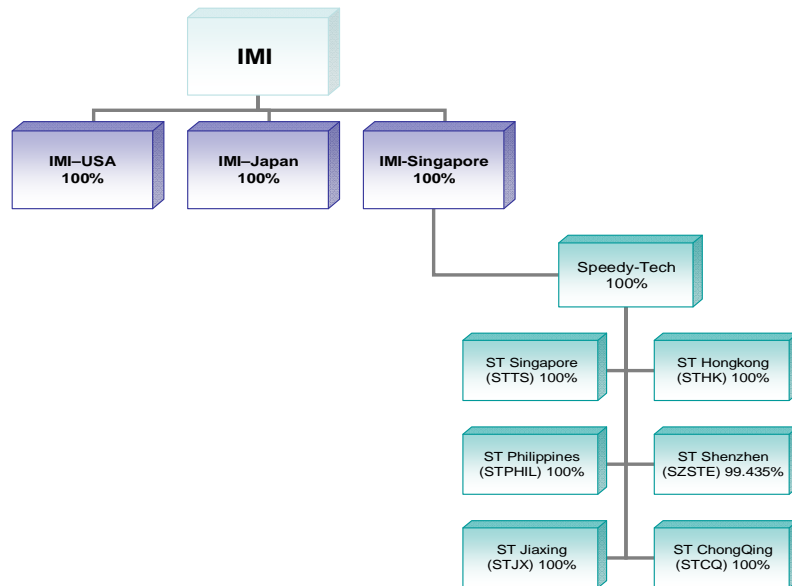 IMI
IMI–USA
100%
IMI–Japan
100%
IMI-Singapore
100%
Speedy-Tech
100%
ST Singapore
(STTS) 100%
ST Hongkong
(STHK) 100%
ST Philippines
(STPHIL) 100%
ST Shenzhen
(SZSTE) 99.435%
ST Jiaxing
(STJX) 100%
ST ChongQing
(STCQ) 100%